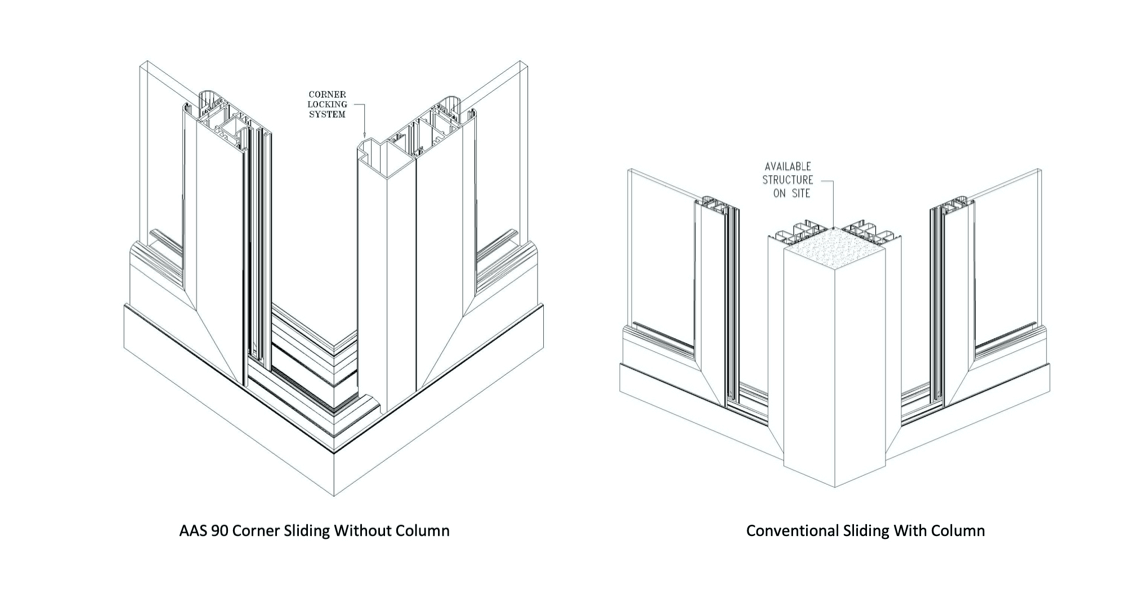 CORNER
LOCKING
SYSTEM
AVAILABLE
STRUCTURE
ON SITE
AAS 90 Corner Sliding Without Column
Conventional Sliding With Column